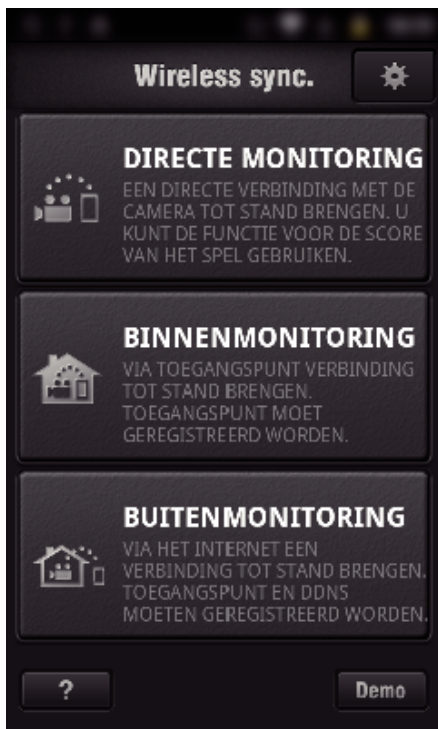 Wireless sync.
DIRECTE MONITORING
EEN DIRECTE VERBINDING MET DE
CAMERA TOT STAND BRENGEN. U
KUNT DE FUNCTIE VOOR DE SCORE
VAN HET SPEL GEBRUIKEN.
BINNENMONITORING
VIA TOEGANGSPUNT VERBINDING
TOT STAND BRENGEN.
TOEGANGSPUNT MOET
GEREGISTREERD WORDEN.
BUITENMONITORING
VIA HET INTERNET EEN
VERBINDING TOT STAND BRENGEN.
TOEGANGSPUNT EN DDNS
MOETEN GEREGISTREERD WORDEN.
?
Demo